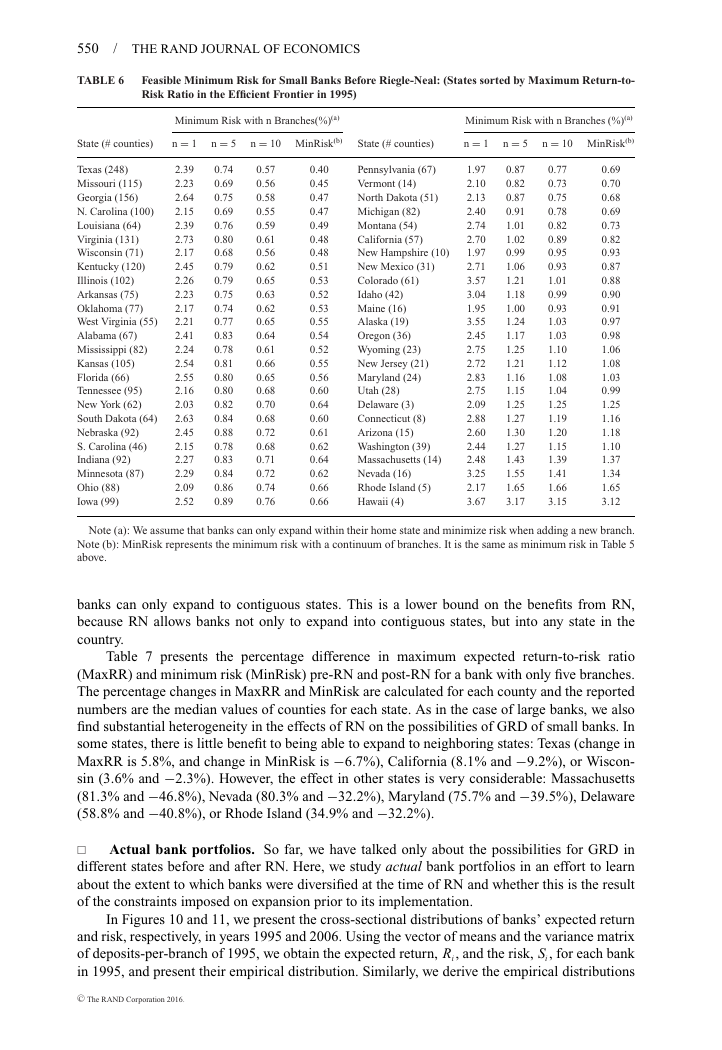 550 / THE RAND JOURNAL OF ECONOMICS
TABLE 6 Feasible Minimum Risk for Small Banks Before Riegle-Neal: (States sorted by Maximum Return-to-
Risk Ratio in the Efficient Frontier in 1995)
Minimum Risk with n Branches(%)(a) Minimum Risk with n Branches (%)(a)
State (# counties) n = 1 n = 5 n = 10 MinRisk(b) State (# counties) n = 1 n = 5 n = 10 MinRisk(b)
Texas (248) 2.39 0.74 0.57 0.40 Pennsylvania (67) 1.97 0.87 0.77 0.69
Missouri (115) 2.23 0.69 0.56 0.45 Vermont (14) 2.10 0.82 0.73 0.70
Georgia (156) 2.64 0.75 0.58 0.47 North Dakota (51) 2.13 0.87 0.75 0.68
N. Carolina (100) 2.15 0.69 0.55 0.47 Michigan (82) 2.40 0.91 0.78 0.69
Louisiana (64) 2.39 0.76 0.59 0.49 Montana (54) 2.74 1.01 0.82 0.73
Virginia (131) 2.73 0.80 0.61 0.48 California (57) 2.70 1.02 0.89 0.82
Wisconsin (71) 2.17 0.68 0.56 0.48 New Hampshire (10) 1.97 0.99 0.95 0.93
Kentucky (120) 2.45 0.79 0.62 0.51 New Mexico (31) 2.71 1.06 0.93 0.87
Illinois (102) 2.26 0.79 0.65 0.53 Colorado (61) 3.57 1.21 1.01 0.88
Arkansas (75) 2.23 0.75 0.63 0.52 Idaho (42) 3.04 1.18 0.99 0.90
Oklahoma (77) 2.17 0.74 0.62 0.53 Maine (16) 1.95 1.00 0.93 0.91
West Virginia (55) 2.21 0.77 0.65 0.55 Alaska (19) 3.55 1.24 1.03 0.97
Alabama (67) 2.41 0.83 0.64 0.54 Oregon (36) 2.45 1.17 1.03 0.98
Mississippi (82) 2.24 0.78 0.61 0.52 Wyoming (23) 2.75 1.25 1.10 1.06
Kansas (105) 2.54 0.81 0.66 0.55 New Jersey (21) 2.72 1.21 1.12 1.08
Florida (66) 2.55 0.80 0.65 0.56 Maryland (24) 2.83 1.16 1.08 1.03
Tennessee (95) 2.16 0.80 0.68 0.60 Utah (28) 2.75 1.15 1.04 0.99
New York (62) 2.03 0.82 0.70 0.64 Delaware (3) 2.09 1.25 1.25 1.25
South Dakota (64) 2.63 0.84 0.68 0.60 Connecticut (8) 2.88 1.27 1.19 1.16
Nebraska (92) 2.45 0.88 0.72 0.61 Arizona (15) 2.60 1.30 1.20 1.18
S. Carolina (46) 2.15 0.78 0.68 0.62 Washington (39) 2.44 1.27 1.15 1.10
Indiana (92) 2.27 0.83 0.71 0.64 Massachusetts (14) 2.48 1.43 1.39 1.37
Minnesota (87) 2.29 0.84 0.72 0.62 Nevada (16) 3.25 1.55 1.41 1.34
Ohio (88) 2.09 0.86 0.74 0.66 Rhode Island (5) 2.17 1.65 1.66 1.65
Iowa (99) 2.52 0.89 0.76 0.66 Hawaii (4) 3.67 3.17 3.15 3.12
Note (a): We assume that banks can only expand within their home state and minimize risk when adding a new branch.
Note (b): MinRisk represents the minimum risk with a continuum of branches. It is the same as minimum risk in Table 5
above.
banks can only expand to contiguous states. This is a lower bound on the benefits from RN,
because RN allows banks not only to expand into contiguous states, but into any state in the
country.
Table 7 presents the percentage difference in maximum expected return-to-risk ratio
(MaxRR) and minimum risk (MinRisk) pre-RN and post-RN for a bank with only five branches.
The percentage changes in MaxRR and MinRisk are calculated for each county and the reported
numbers are the median values of counties for each state. As in the case of large banks, we also
find substantial heterogeneity in the effects of RN on the possibilities of GRD of small banks. In
some states, there is little benefit to being able to expand to neighboring states: Texas (change in
MaxRR is 5.8%, and change in MinRisk is −6.7%), California (8.1% and −9.2%), or Wiscon-
sin (3.6% and −2.3%). However, the effect in other states is very considerable: Massachusetts
(81.3% and −46.8%), Nevada (80.3% and −32.2%), Maryland (75.7% and −39.5%), Delaware
(58.8% and −40.8%), or Rhode Island (34.9% and −32.2%).
□ Actual bank portfolios. So far, we have talked only about the possibilities for GRD in
different states before and after RN. Here, we study actual bank portfolios in an effort to learn
about the extent to which banks were diversified at the time of RN and whether this is the result
of the constraints imposed on expansion prior to its implementation.
In Figures 10 and 11, we present the cross-sectional distributions of banks' expected return
and risk, respectively, in years 1995 and 2006. Using the vector of means and the variance matrix
of deposits-per-branch of 1995, we obtain the expected return, Ri, and the risk, Si, for each bank
in 1995, and present their empirical distribution. Similarly, we derive the empirical distributions
© The RAND Corporation 2016.